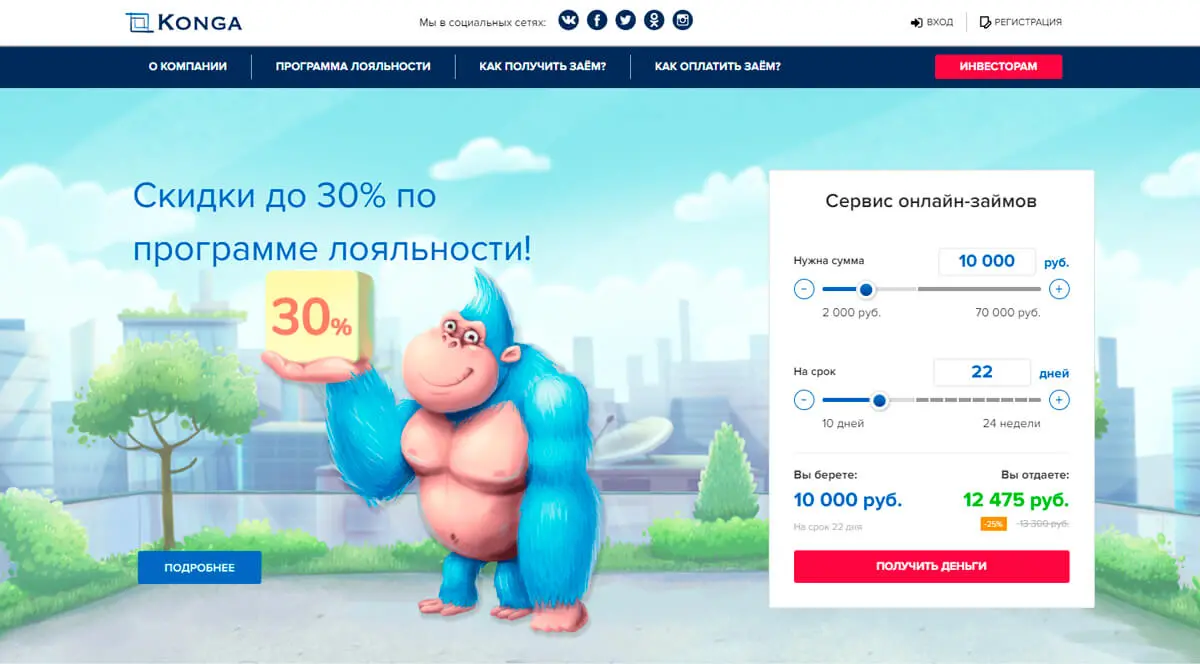 KONGA
Мы в социальных сетях:
ВХОД
РЕГИСТРАЦИЯ
О КОМПАНИИ
ПРОГРАММА ЛОЯЛЬНОСТИ
КАК ПОЛУЧИТЬ ЗАЁМ?
КАК ОПЛАТИТЬ ЗАЁМ?
ИНВЕСТОРАМ
Скидки до 30% по
программе лояльности!
30%
ПОДРОБНЕЕ
Сервис онлайн-займов
Нужна сумма
10 000 руб.
2 000 руб.
70 000 руб.
На срок
22 дней
10 дней
24 недели
Вы берете:
Вы отдаете:
10 000 руб.
12 475 руб.
На срок 22 дня
-25%
13 300 руб.
ПОЛУЧИТЬ ДЕНЬГИ